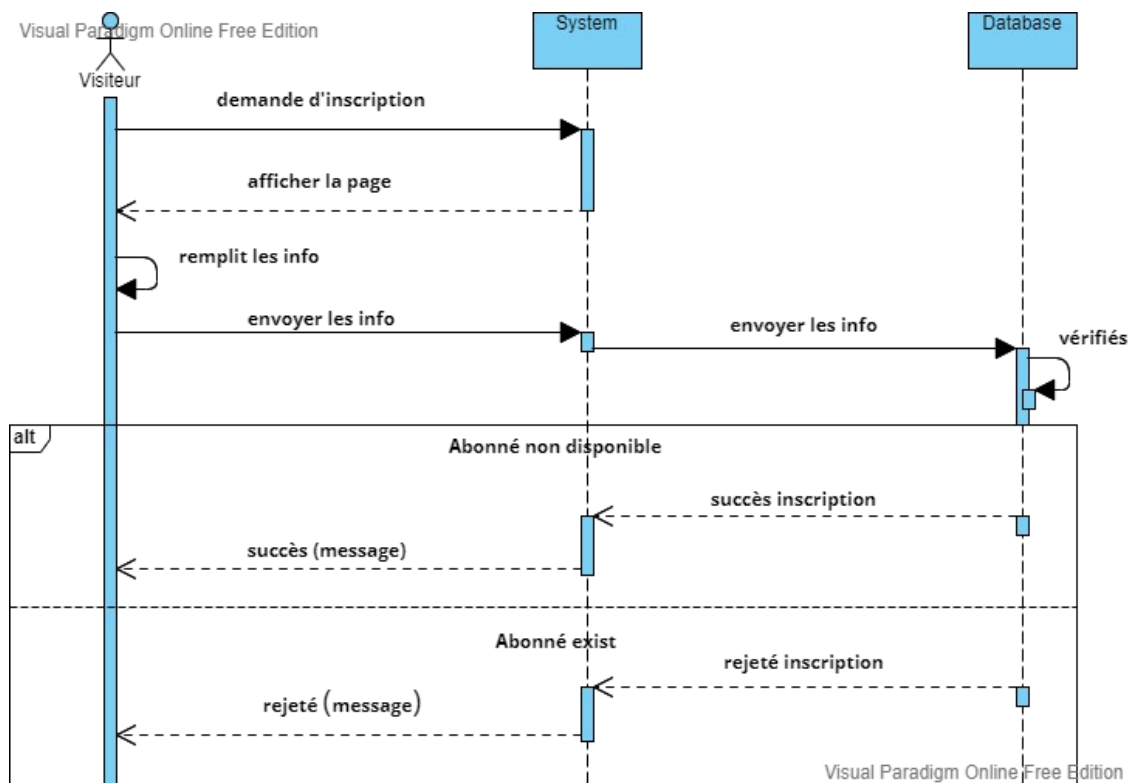 Visual Paradigm Online Free Edition
System
Database
Visiteur
demande d'inscription
afficher la page
remplit les info
envoyer les info
envoyer les info
vérifiés
alt
Abonné non disponible
succès inscription
succès (message)
Abonné exist
rejeté inscription
rejeté (message)
Visual Paradigm Online Free Edition